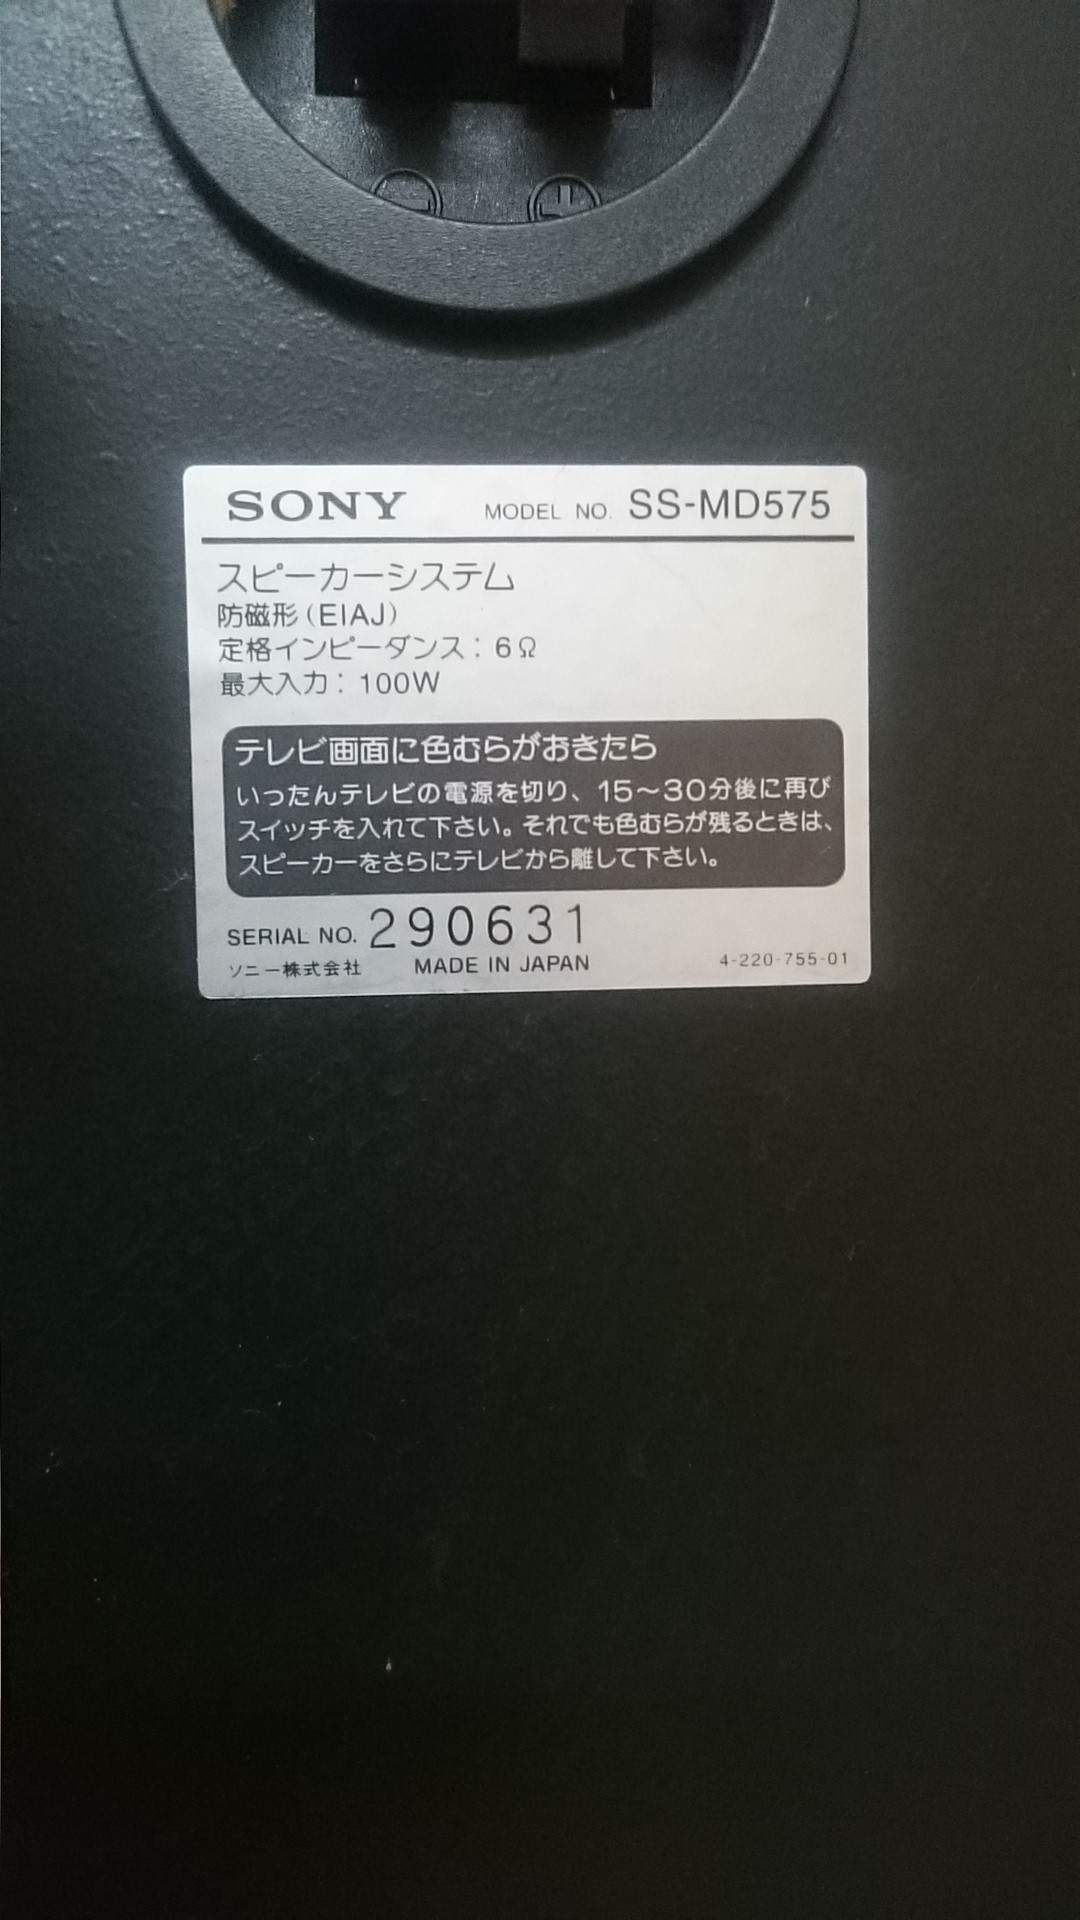 SONY MODEL NO. SS-MD575
スピーカーシステム
防磁形(EIAJ)
定格インピーダンス：6Ω
最大入力：100W
テレビ画面に色むらがおきたら
いったんテレビの電源を切り、15〜30分後に再び
スイッチを入れて下さい。それでも色むらが残るときは、
スピーカーをさらにテレビから離して下さい。
SERIAL NO. 290631
ソニー株式会社 MADE IN JAPAN 4-220-755-01